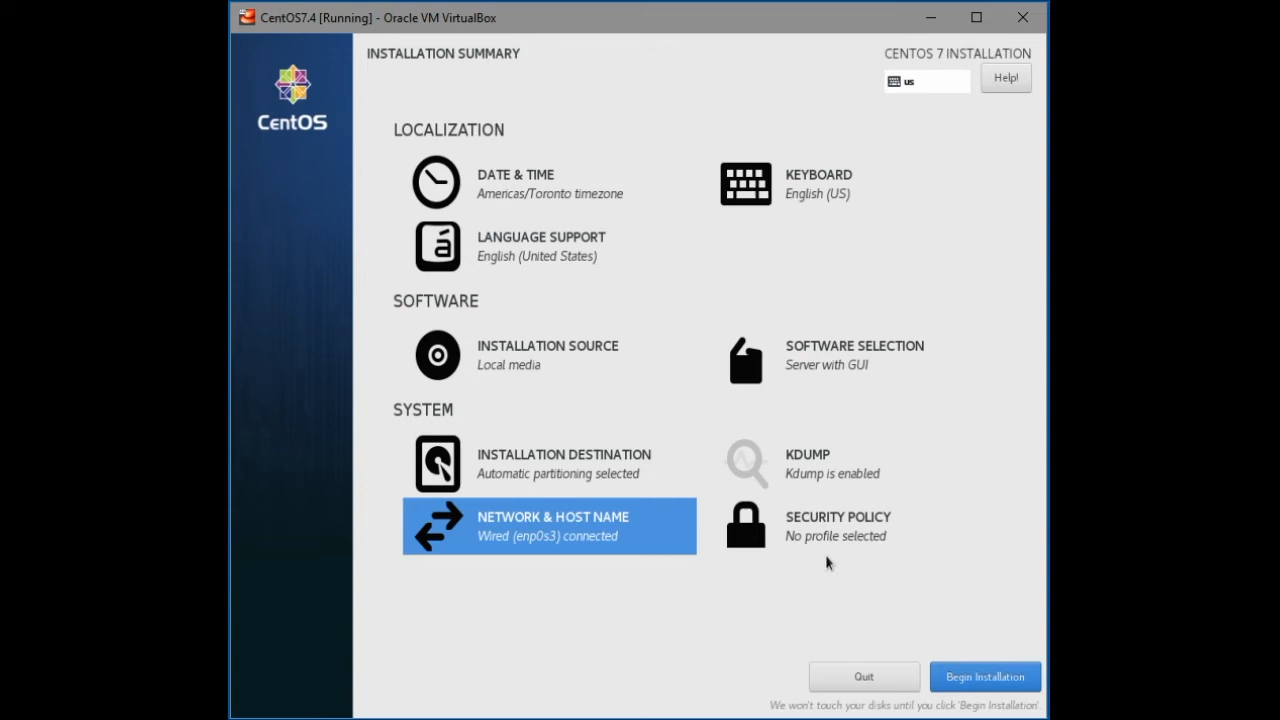 CentOS7.4 [Running] - Oracle VM VirtualBox
CentOS
INSTALLATION SUMMARY
CENTOS 7 INSTALLATION
us
Help!
LOCALIZATION
DATE & TIME
Americas/Toronto timezone
KEYBOARD
English (US)
á
LANGUAGE SUPPORT
English (United States)
SOFTWARE
INSTALLATION SOURCE
Local media
SOFTWARE SELECTION
Server with GUI
SYSTEM
INSTALLATION DESTINATION
Automatic partitioning selected
KDUMP
Kdump is enabled
NETWORK & HOST NAME
Wired (enp0s3) connected
SECURITY POLICY
No profile selected
Quit
Begin Installation
We won't touch your disks until you click 'Begin Installation'.